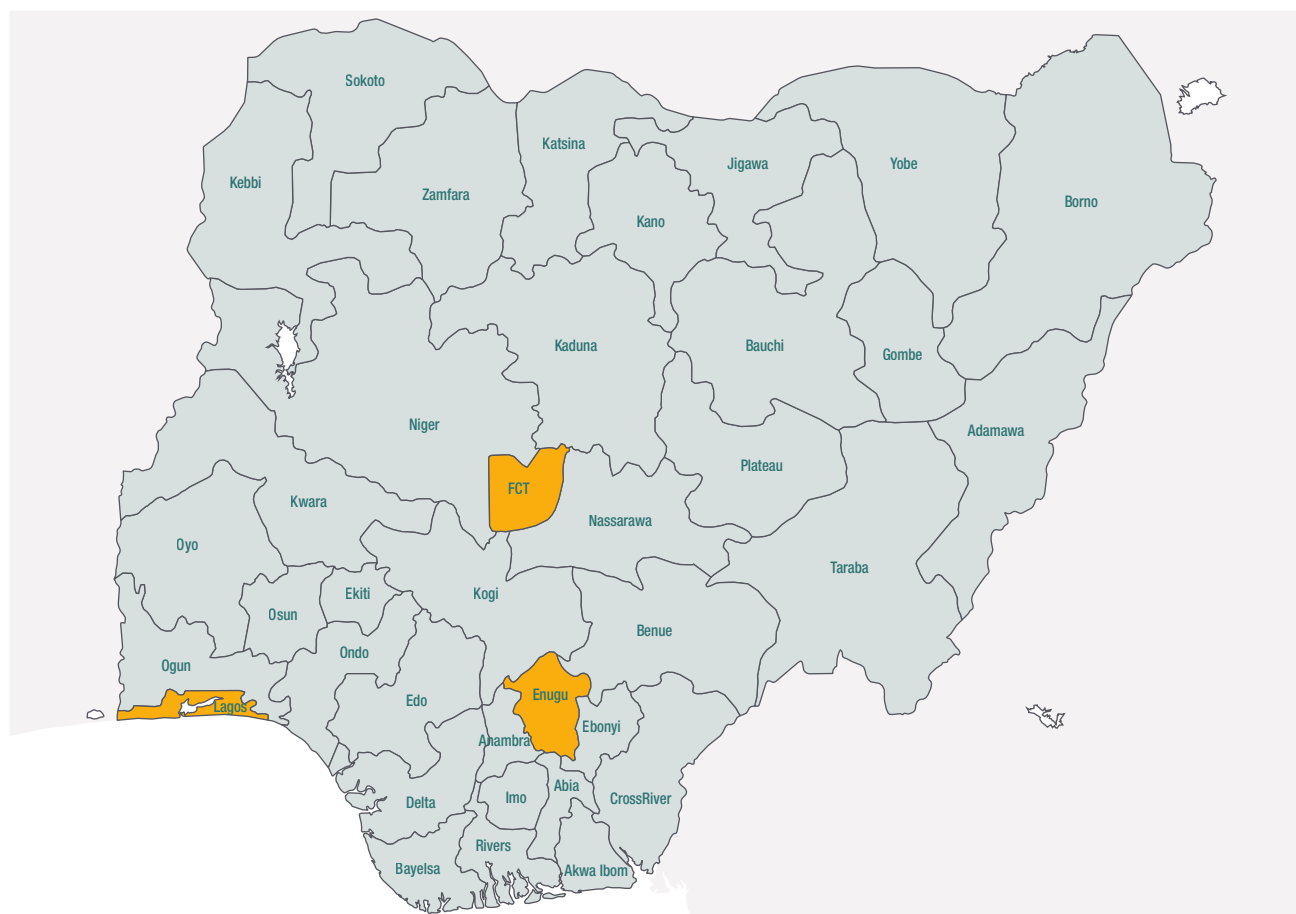 Sokoto
Katsina
Jigawa
Yobe
Kebbi
Zamfara
Borno
Kano
Kaduna
Bauchi
Gombe
Niger
Adamawa
Plateau
FCT
Kwara
Nassarawa
Oyo
Taraba
Ekiti
Kogi
Osun
Benue
Ondo
Ogun
Enugu
Edo
Lagos
Ebonyi
Anambra
Abia
Imo
CrossRiver
Delta
Rivers
Bayelsa
Akwa Ibom